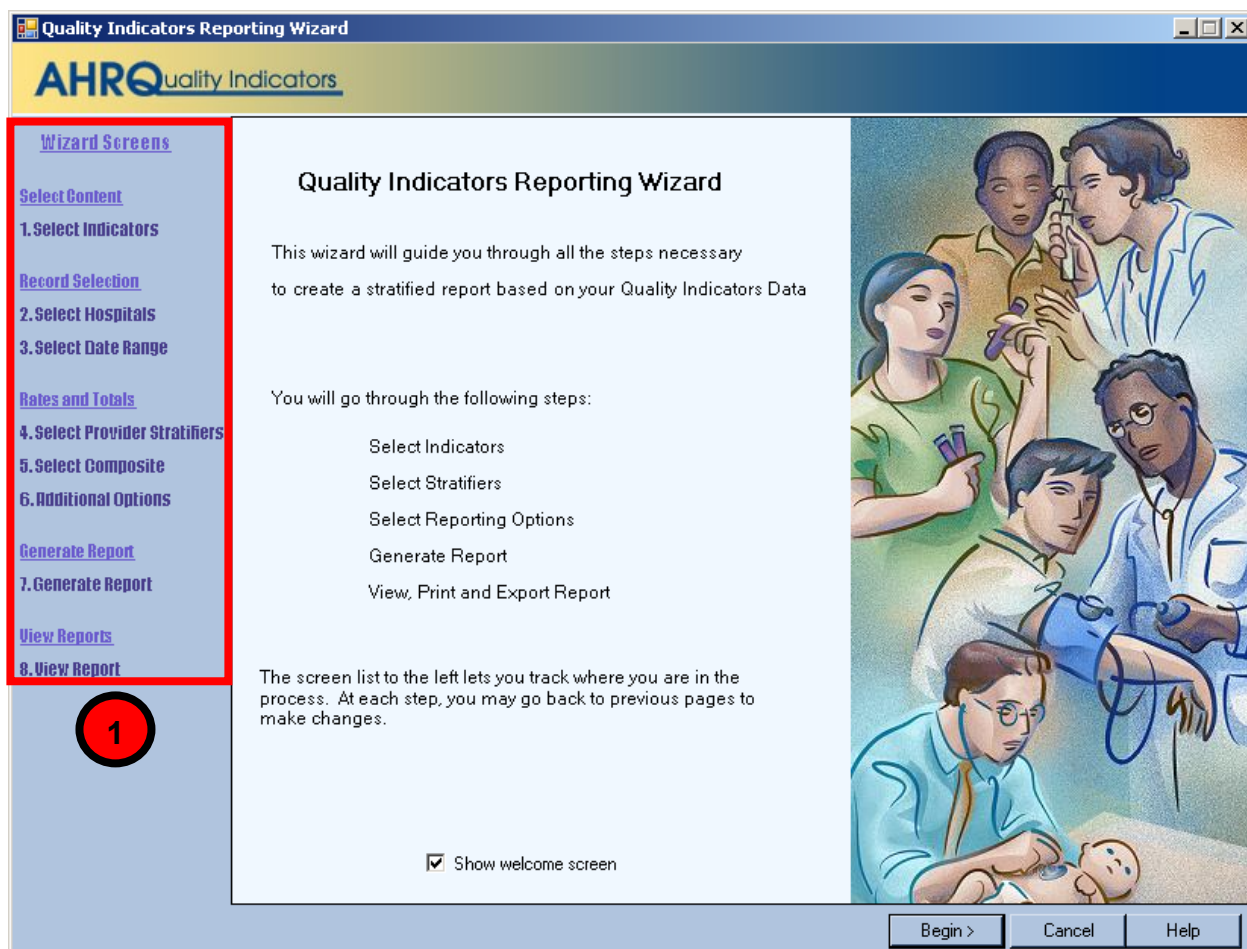 Quality Indicators Reporting Wizard
AHRQuality Indicators
Wizard Screens
Select Content
1. Select Indicators
Record Selection
2. Select Hospitals
3. Select Date Range
Rates and Totals
4. Select Provider Stratifiers
5. Select Composite
6. Additional Options
Generate Report
7. Generate Report
View Reports
8. View Report
1
Quality Indicators Reporting Wizard
This wizard will guide you through all the steps necessary
to create a stratified report based on your Quality Indicators Data
You will go through the following steps:
Select Indicators
Select Stratifiers
Select Reporting Options
Generate Report
View, Print and Export Report
The screen list to the left lets you track where you are in the
process. At each step, you may go back to previous pages to
make changes.
Show welcome screen
Begin >
Cancel
Help